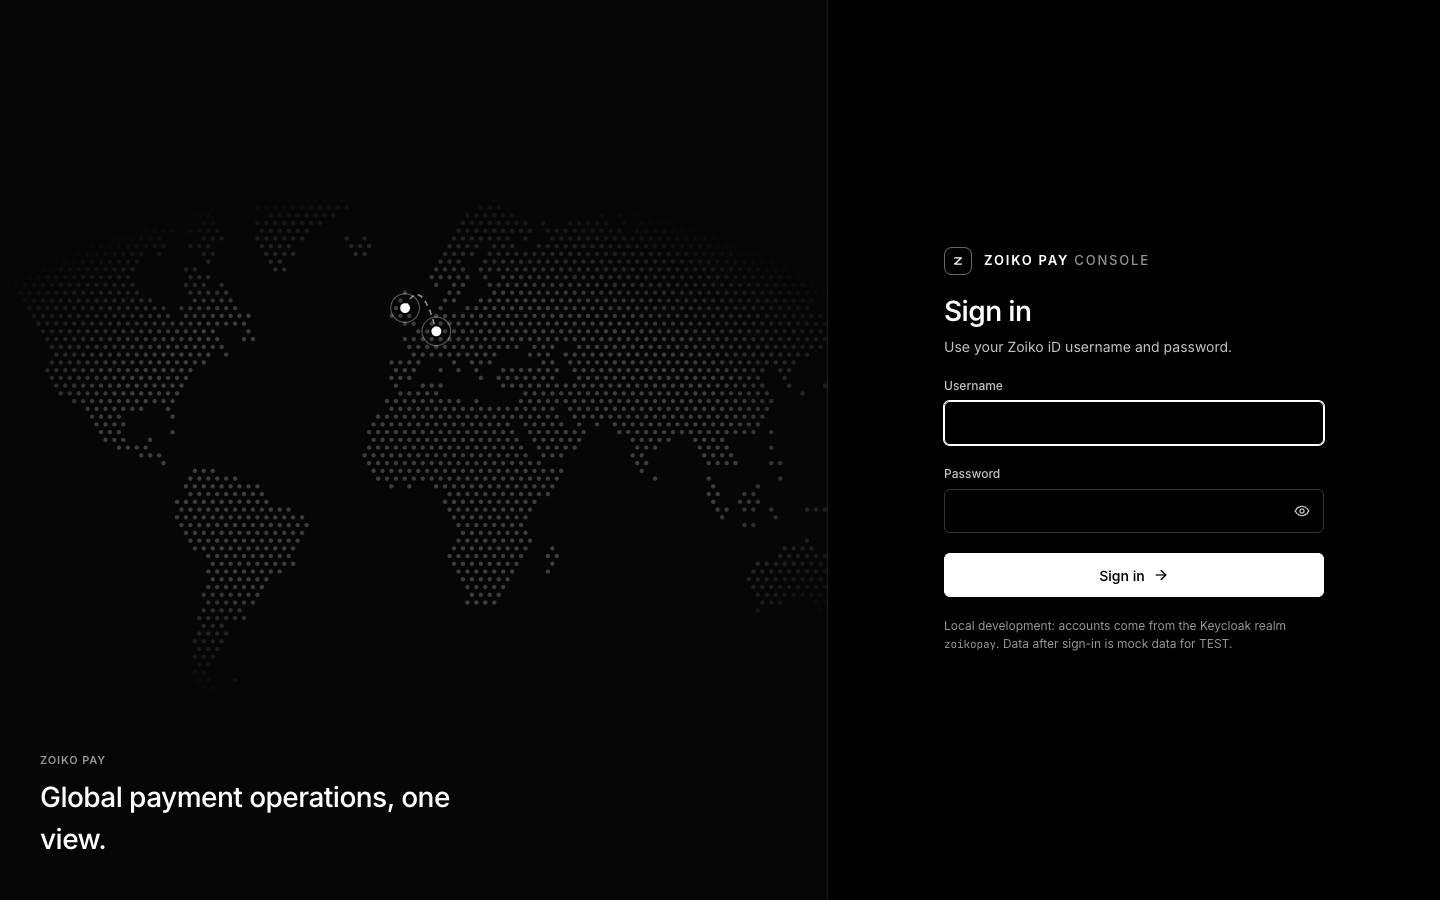 ZOIKO PAY
Global payment operations, one
view.
Z ZOIKO PAY CONSOLE
Sign in
Use your Zoiko iD username and password.
Username
Password
Sign in →
Local development: accounts come from the Keycloak realm
zoikopay. Data after sign-in is mock data for TEST.